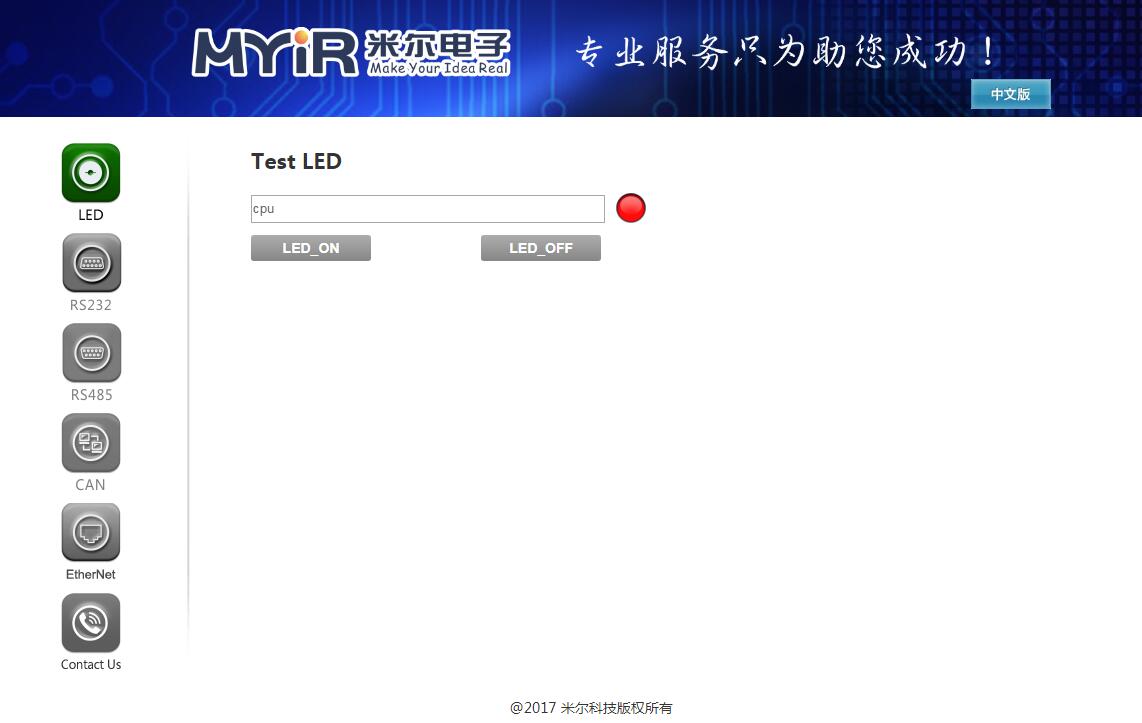 MYiR 米尔电子
Make Your Idea Real
专业服务只为助您成功！
中文版
LED
RS232
RS485
CAN
EtherNet
Contact Us
Test LED
cpu
LED_ON LED_OFF
@2017 米尔科技版权所有